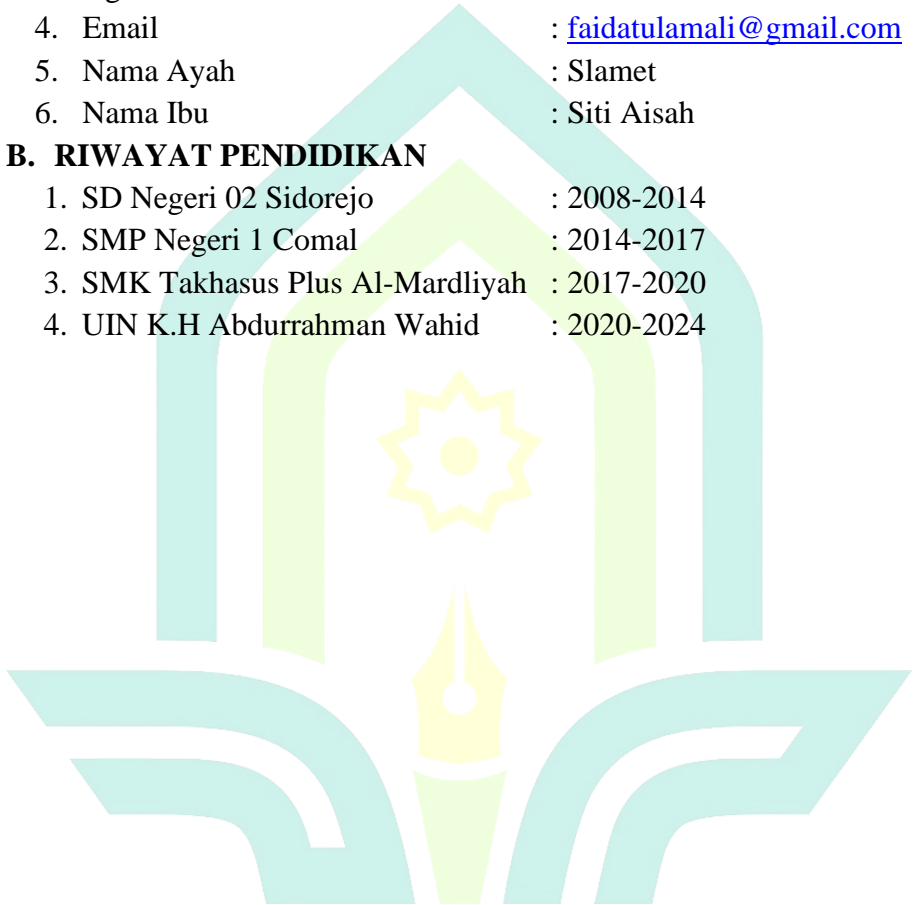 4. Email : faidatulamali@gmail.com
5. Nama Ayah : Slamet
6. Nama Ibu : Siti Aisah
B. RIWAYAT PENDIDIKAN
1. SD Negeri 02 Sidorejo : 2008-2014
2. SMP Negeri 1 Comal : 2014-2017
3. SMK Takhasus Plus Al-Mardliyah : 2017-2020
4. UIN K.H Abdurrahman Wahid : 2020-2024